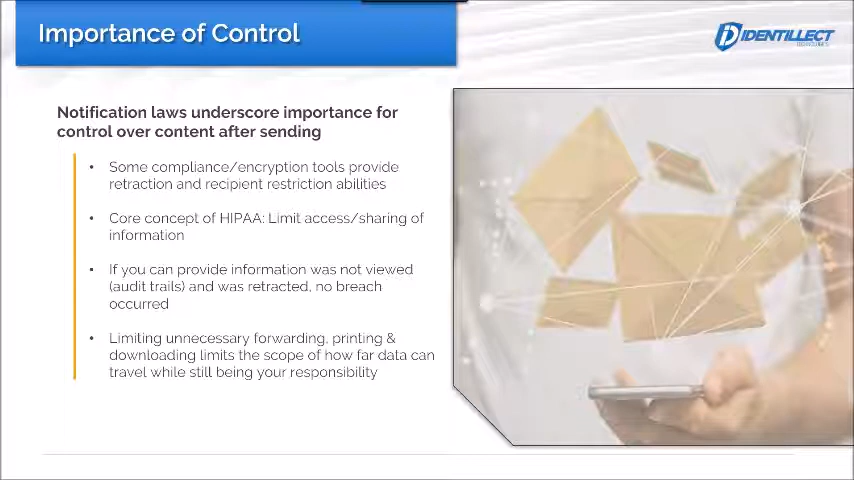 Importance of Control
IDENTILLECT
Notification laws underscore importance for
control over content after sending
• Some compliance/encryption tools provide
retraction and recipient restriction abilities
• Core concept of HIPAA: Limit access/sharing of
information
• If you can provide information was not viewed
(audit trails) and was retracted, no breach
occurred
• Limiting unnecessary forwarding, printing &
downloading limits the scope of how far data can
travel while still being your responsibility